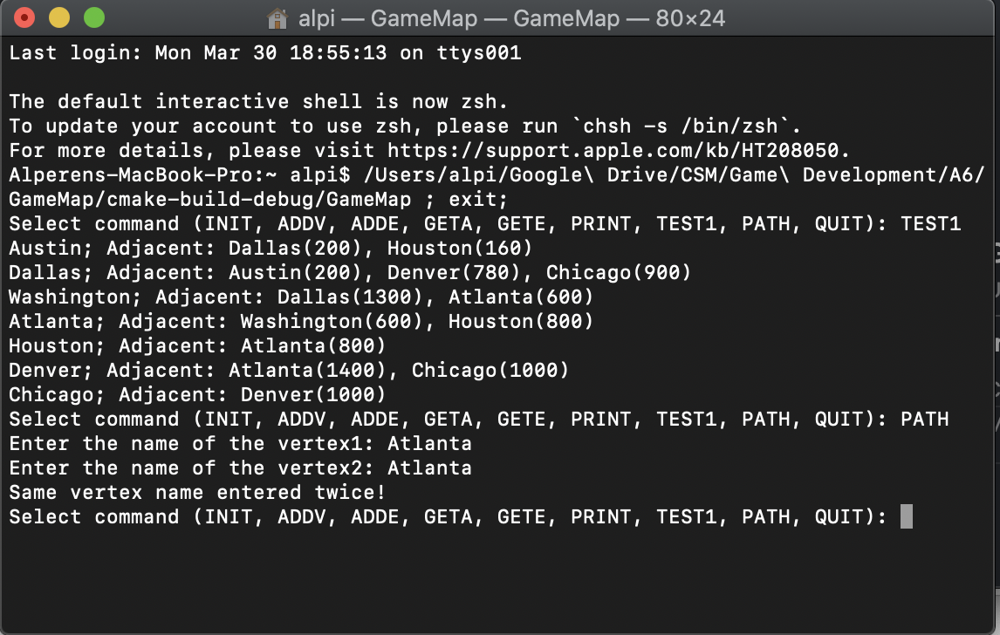 alpi — GameMap — GameMap — 80×24
Last login: Mon Mar 30 18:55:13 on ttys001
The default interactive shell is now zsh.
To update your account to use zsh, please run `chsh -s /bin/zsh`.
For more details, please visit https://support.apple.com/kb/HT208050.
Alperens-MacBook-Pro:~ alpi$ /Users/alpi/Google\ Drive/CSM/Game\ Development/A6/
GameMap/cmake-build-debug/GameMap ; exit;
Select command (INIT, ADDV, ADDE, GETA, GETE, PRINT, TEST1, PATH, QUIT): TEST1
Austin; Adjacent: Dallas(200), Houston(160)
Dallas; Adjacent: Austin(200), Denver(780), Chicago(900)
Washington; Adjacent: Dallas(1300), Atlanta(600)
Atlanta; Adjacent: Washington(600), Houston(800)
Houston; Adjacent: Atlanta(800)
Denver; Adjacent: Atlanta(1400), Chicago(1000)
Chicago; Adjacent: Denver(1000)
Select command (INIT, ADDV, ADDE, GETA, GETE, PRINT, TEST1, PATH, QUIT): PATH
Enter the name of the vertex1: Atlanta
Enter the name of the vertex2: Atlanta
Same vertex name entered twice!
Select command (INIT, ADDV, ADDE, GETA, GETE, PRINT, TEST1, PATH, QUIT):